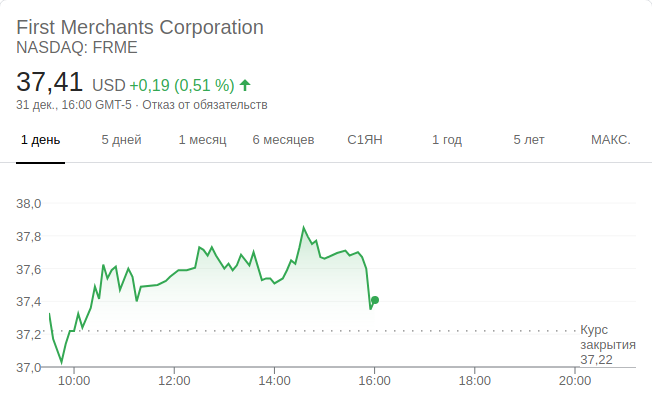 First Merchants Corporation
NASDAQ: FRME
37,41 USD +0,19 (0,51 %)
31 дек., 16:00 GMT-5 · Отказ от обязательств
1 день 5 дней 1 месяц 6 месяцев С1ЯН 1 год 5 лет МАКС.
38,0
37,8
37,6
37,4
37,2
37,0
Курс
закрытия
37,22
10:00 12:00 14:00 16:00 18:00 20:00